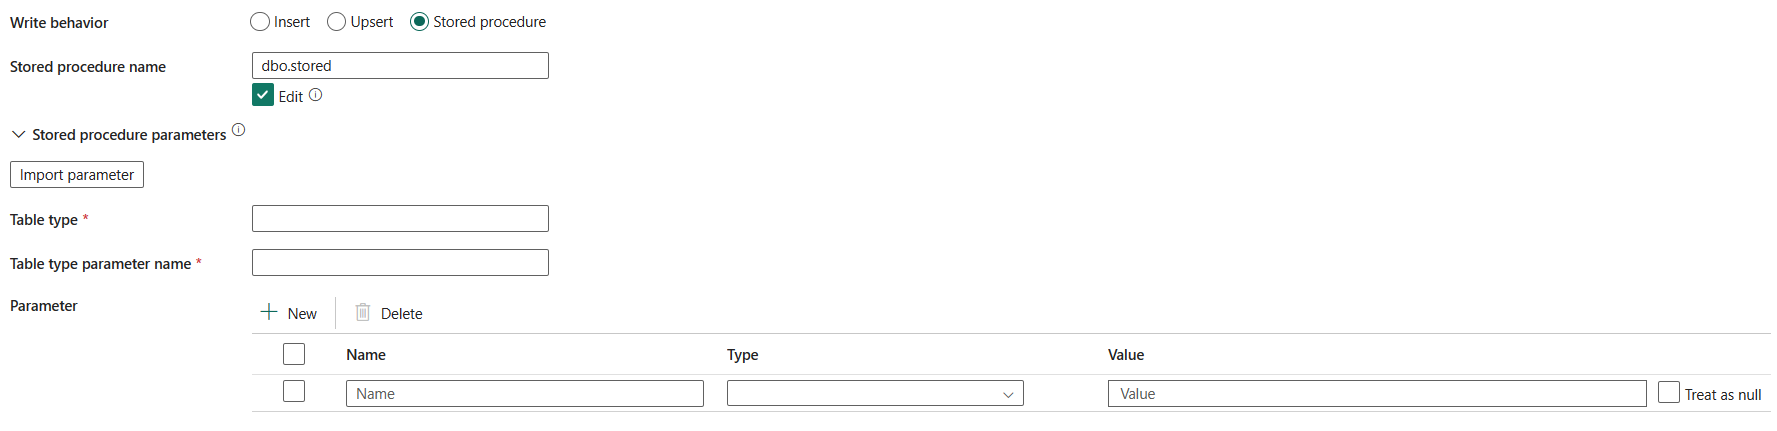 Write behavior Insert Upsert Stored procedure
Stored procedure name dbo.stored
Edit
Stored procedure parameters
Import parameter
Table type *
Table type parameter name *
Parameter New Delete
Name Type Value
Name Value Treat as null